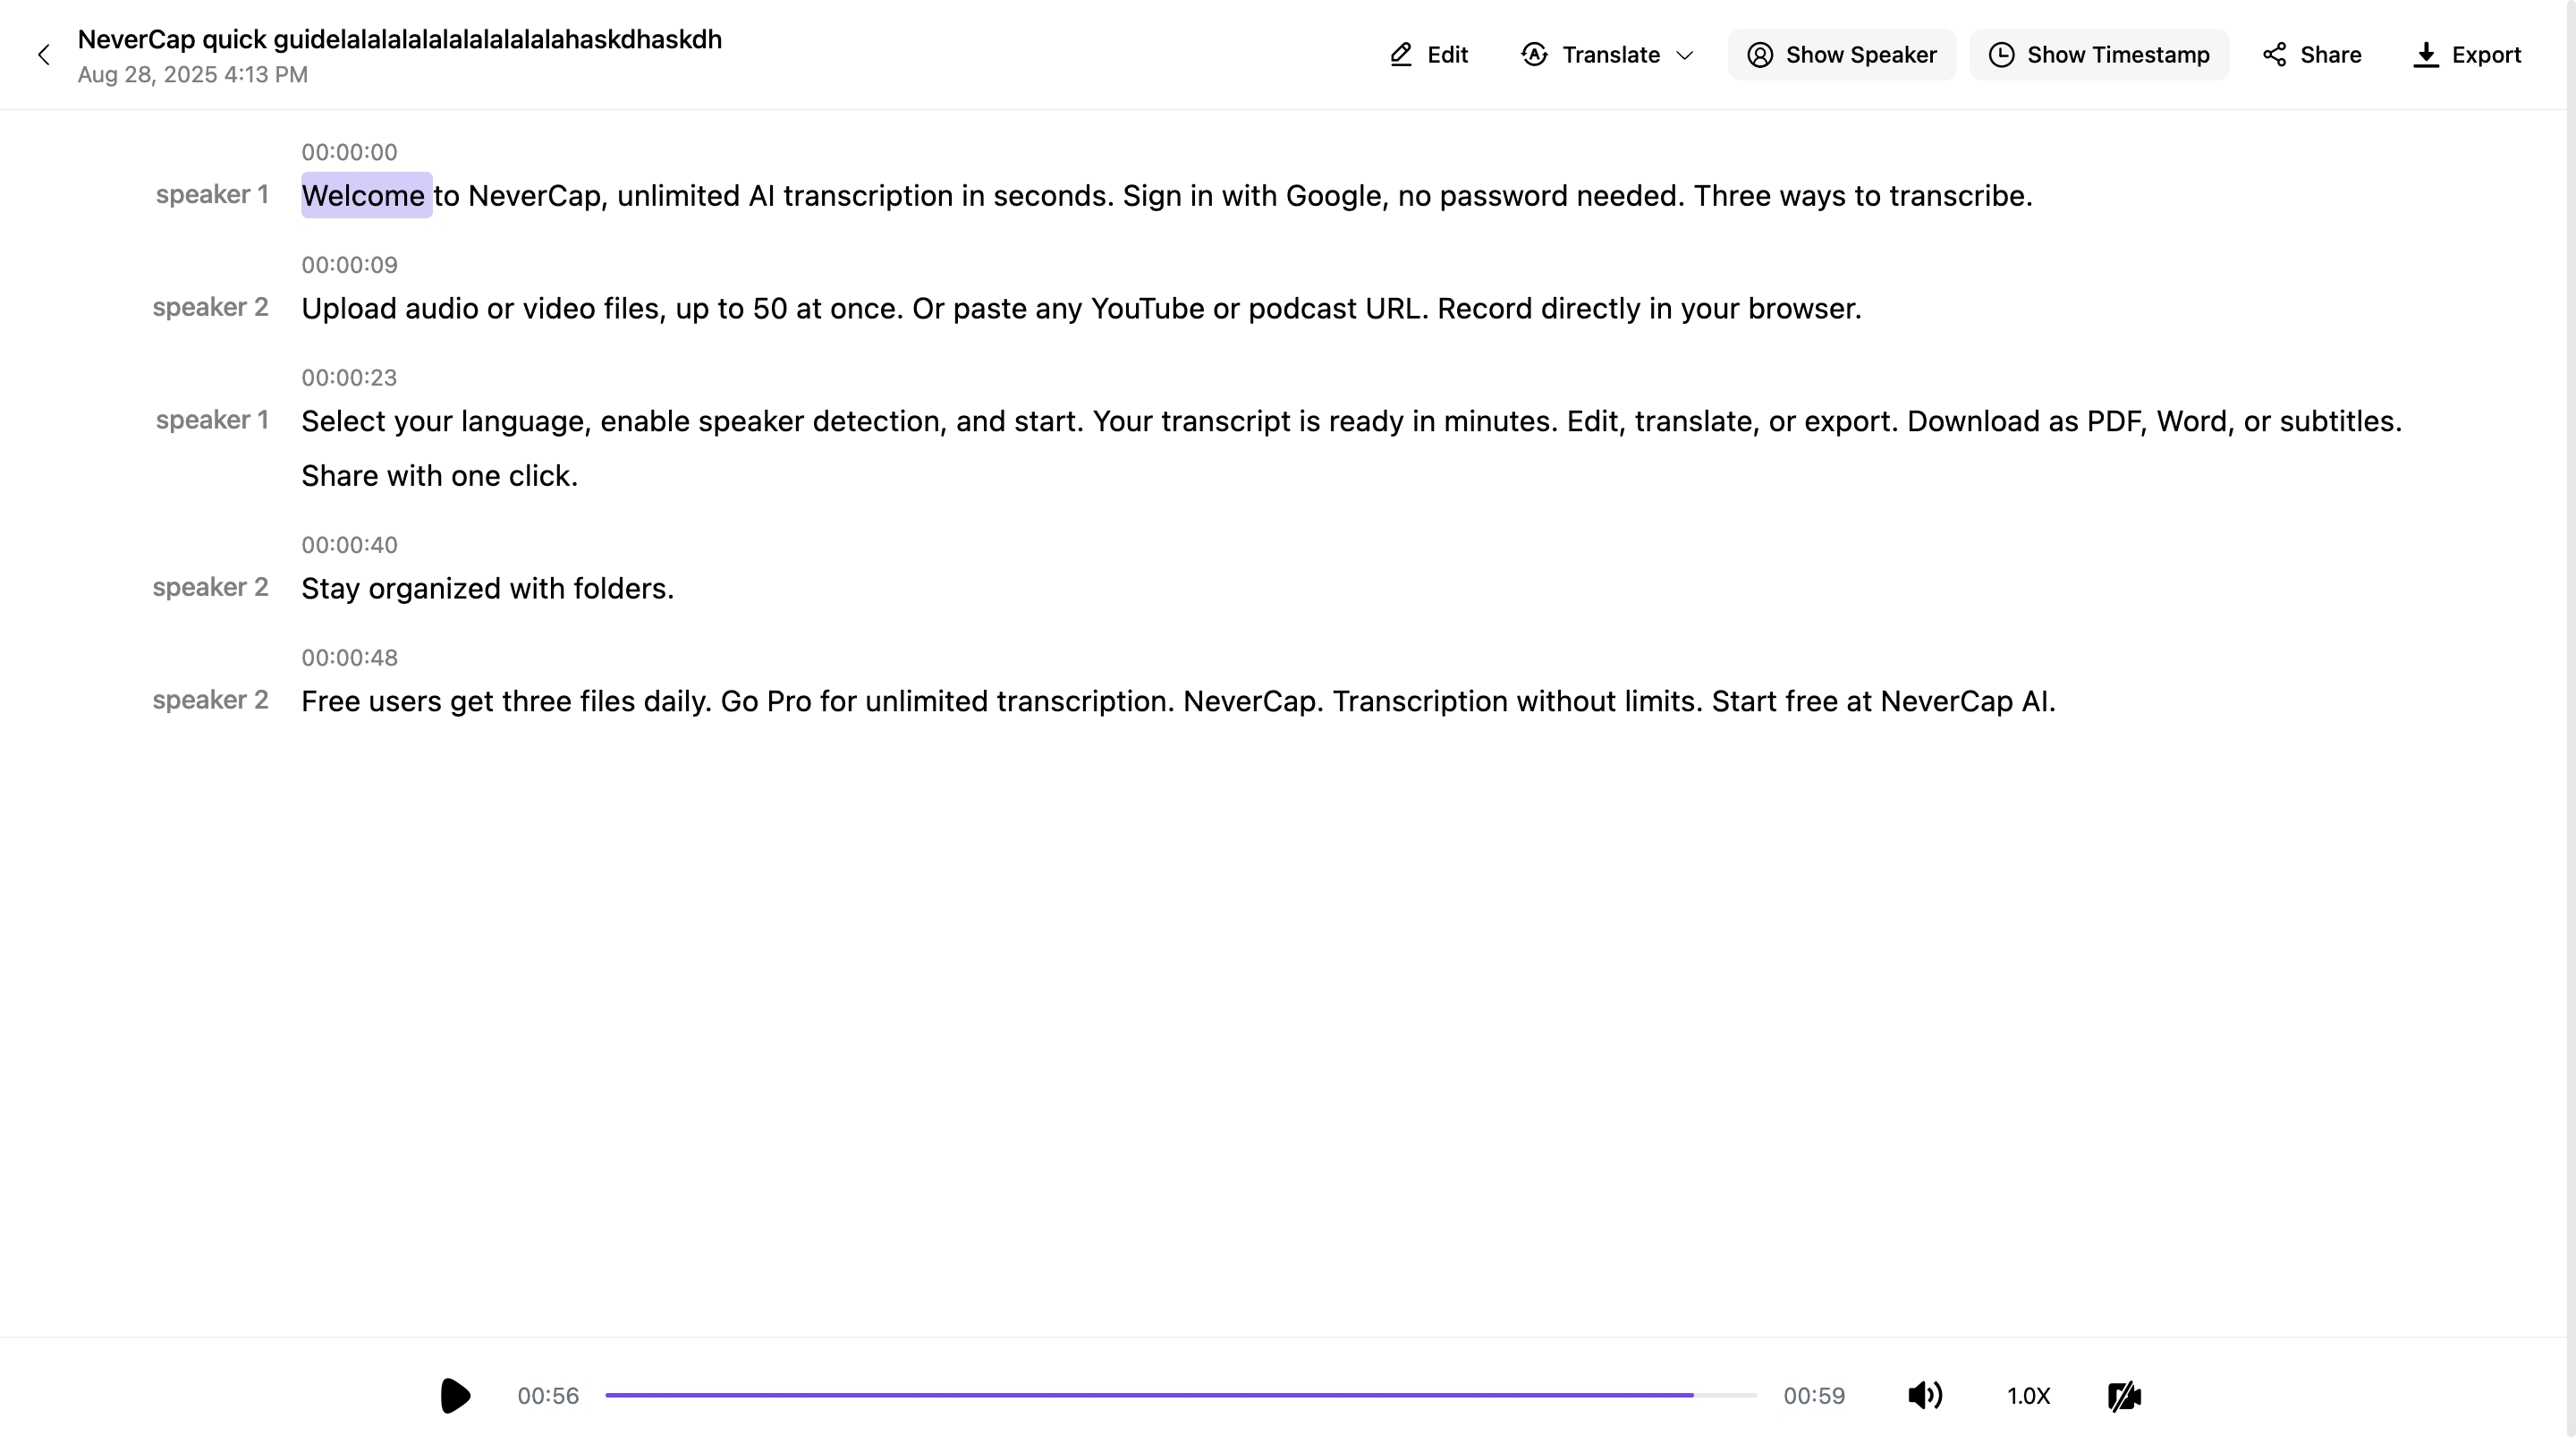 NeverCap quick guidelalalalalalalalalalalahaskdhaskdh
Aug 28, 2025 4:13 PM
Edit
Translate
Show Speaker
Show Timestamp
Share
Export
00:00:00
speaker 1 Welcome to NeverCap, unlimited AI transcription in seconds. Sign in with Google, no password needed. Three ways to transcribe.
00:00:09
speaker 2 Upload audio or video files, up to 50 at once. Or paste any YouTube or podcast URL. Record directly in your browser.
00:00:23
speaker 1 Select your language, enable speaker detection, and start. Your transcript is ready in minutes. Edit, translate, or export. Download as PDF, Word, or subtitles.
Share with one click.
00:00:40
speaker 2 Stay organized with folders.
00:00:48
speaker 2 Free users get three files daily. Go Pro for unlimited transcription. NeverCap. Transcription without limits. Start free at NeverCap AI.
00:56
00:59
1.0X